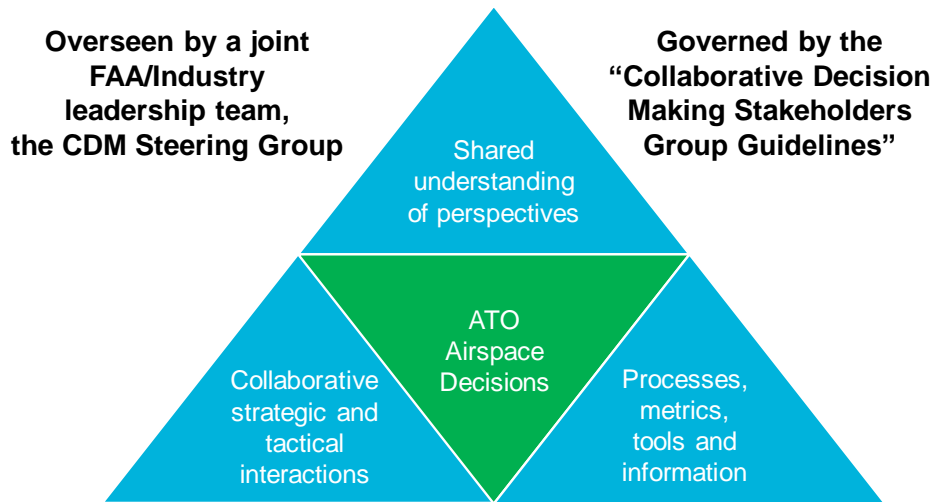 Overseen by a joint
FAA/Industry
leadership team,
the CDM Steering Group
Governed by the
“Collaborative Decision
Making Stakeholders
Group Guidelines”
Shared
understanding
of perspectives
ATO
Airspace
Decisions
Collaborative
strategic and
tactical
interactions
Processes,
metrics,
tools and
information